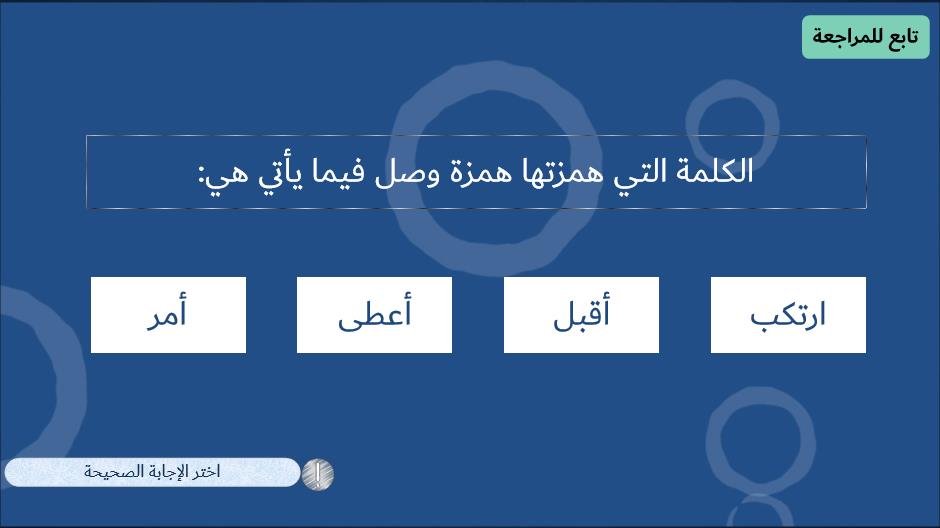 تابع للمراجعة
الكلمة التي همزتها همزة وصل فيما يأتي هي:
ارتكب
أقبل
أعطى
أمر
اختر الإجابة الصحيحة
!